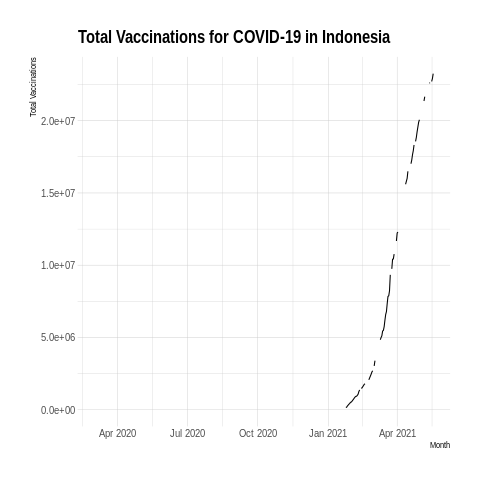 Total Vaccinations for COVID-19 in Indonesia
Total Vaccinations
2.0e+07
1.5e+07
1.0e+07
5.0e+06
0.0e+00
Apr 2020 Jul 2020 Oct 2020 Jan 2021 Apr 2021
Month